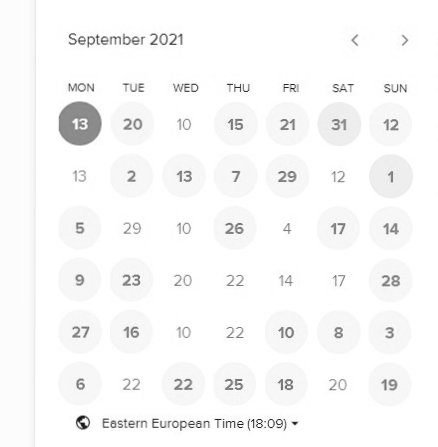 September 2021
MON TUE WED THU FRI SAT SUN
13 20 10 15 21 31 12
13 2 13 7 29 12 1
5 29 10 26 4 17 14
9 23 20 22 14 17 28
27 16 10 22 10 8 3
6 22 22 25 18 20 19
Eastern European Time (18:09)